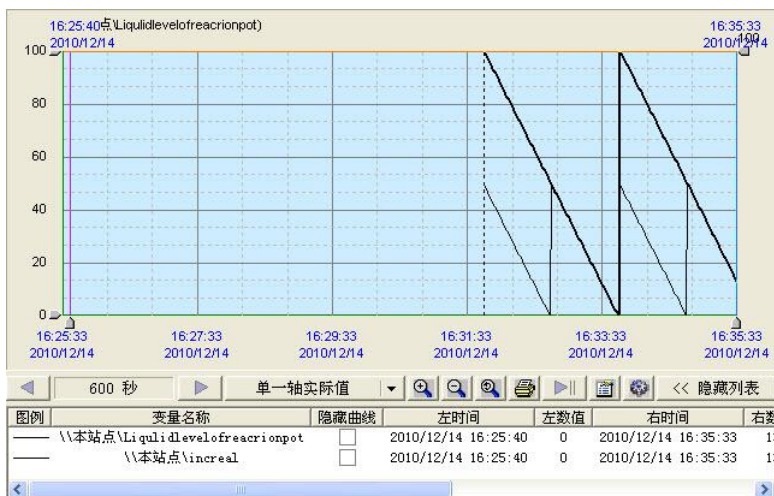 16:25:40点\Liqulidlevelofreacrionpot) 16:35:33
2010/12/14 2010/12/14 100
100
80
60
40
20
0
16:25:33 16:27:33 16:29:33 16:31:33 16:33:33 16:35:33
2010/12/14 2010/12/14 2010/12/14 2010/12/14 2010/12/14 2010/12/14
600 秒 单一轴实际值 << 隐藏列表
图例 变量名称 隐藏曲线 左时间 左数值 右时间 右数
\\本站点\Liqulidlevelofreacrionpot 2010/12/14 16:25:40 0 2010/12/14 16:35:33
\\本站点\increal 2010/12/14 16:25:40 0 2010/12/14 16:35:33